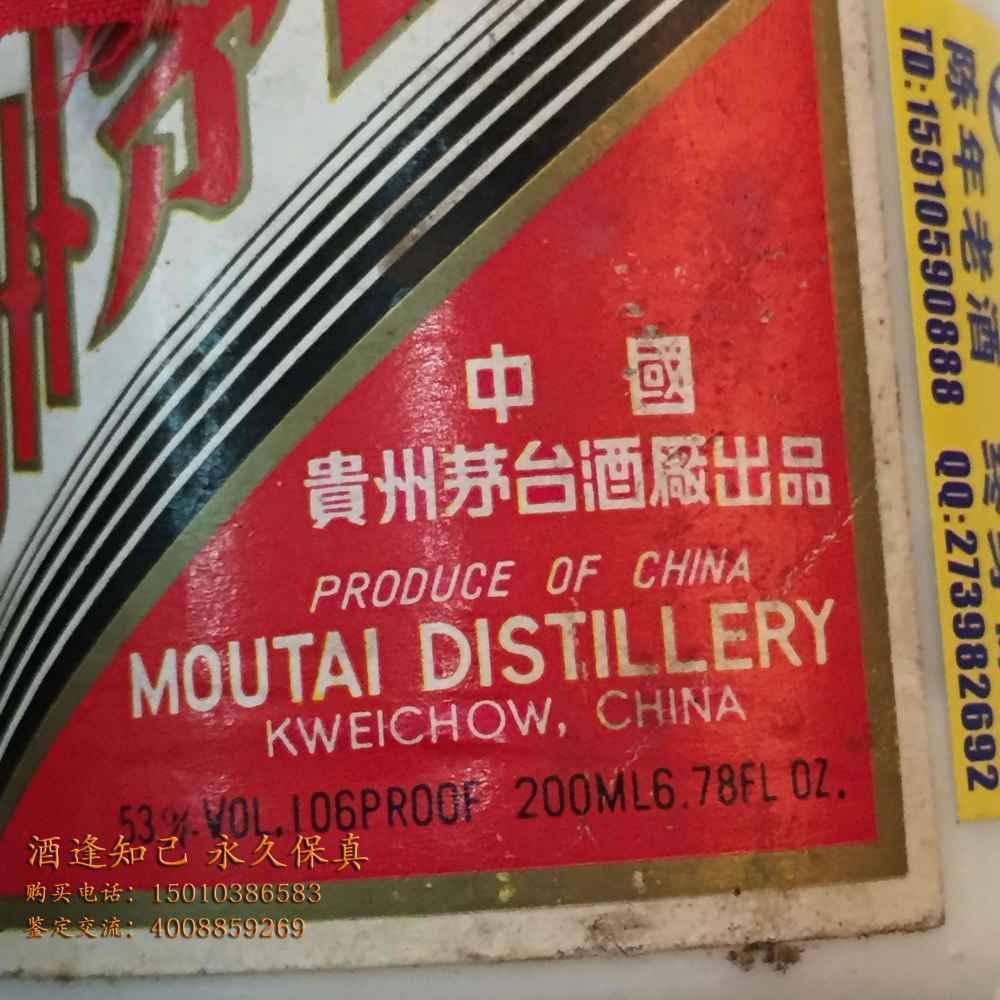 中國
貴州茅台酒廠出品
PRODUCE OF CHINA
MOUTAI DISTILLERY
KWEICHOW, CHINA
53%.VOL.106PROOF 200ML6.78FL OZ.
陈年老酒
TD:15910590888 QQ:273982692
酒逢知己 永久保真
购买电话：15010386583
鉴定交流：4008859269